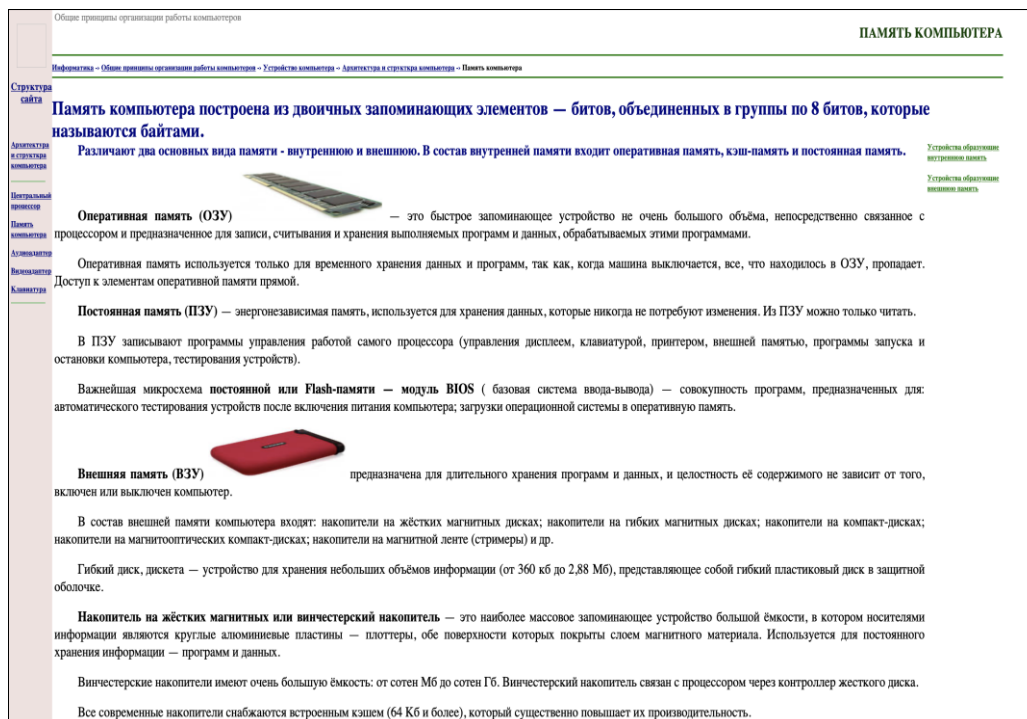 Общие принципы организации работы компьютеров
ПАМЯТЬ КОМПЬЮТЕРА
Информатика -- Общие принципы организации работы компьютеров -- Устройство компьютера -- Архитектура и структкра компьютера -- Память компьютера
Структура
сайта
Архитектура
и структкра
компьютера
Центральный
процессор
Память
компьютера
Аудиоадаптер
Видеоадаптер
Клавиатура
Память компьютера построена из двоичных запоминающих элементов — битов, объединенных в группы по 8 битов, которые
называются байтами.
Различают два основных вида памяти - внутреннюю и внешнюю. В состав внутренней памяти входит оперативная память, кэш-память и постоянная память.
Устройства образующие
внутреннюю память
Устройства образующие
внешнюю память
Оперативная память (ОЗУ) — это быстрое запоминающее устройство не очень большого объёма, непосредственно связанное с
процессором и предназначенное для записи, считывания и хранения выполняемых программ и данных, обрабатываемых этими программами.
Оперативная память используется только для временного хранения данных и программ, так как, когда машина выключается, все, что находилось в ОЗУ, пропадает.
Доступ к элементам оперативной памяти прямой.
Постоянная память (ПЗУ) — энергонезависимая память, используется для хранения данных, которые никогда не потребуют изменения. Из ПЗУ можно только читать.
В ПЗУ записывают программы управления работой самого процессора (управления дисплеем, клавиатурой, принтером, внешней памятью, программы запуска и
остановки компьютера, тестирования устройств).
Важнейшая микросхема постоянной или Flash-памяти — модуль BIOS ( базовая система ввода-вывода) — совокупность программ, предназначенных для:
автоматического тестирования устройств после включения питания компьютера; загрузки операционной системы в оперативную память.
Внешняя память (ВЗУ) предназначена для длительного хранения программ и данных, и целостность её содержимого не зависит от того,
включен или выключен компьютер.
В состав внешней памяти компьютера входят: накопители на жёстких магнитных дисках; накопители на гибких магнитных дисках; накопители на компакт-дисках;
накопители на магнитооптических компакт-дисках; накопители на магнитной ленте (стримеры) и др.
Гибкий диск, дискета — устройство для хранения небольших объёмов информации (от 360 кб до 2,88 Мб), представляющее собой гибкий пластиковый диск в защитной
оболочке.
Накопитель на жёстких магнитных или винчестерский накопитель — это наиболее массовое запоминающее устройство большой ёмкости, в котором носителями
информации являются круглые алюминиевые пластины — плоттеры, обе поверхности которых покрыты слоем магнитного материала. Используется для постоянного
хранения информации — программ и данных.
Винчестерские накопители имеют очень большую ёмкость: от сотен Мб до сотен Гб. Винчестерский накопитель связан с процессором через контроллер жесткого диска.
Все современные накопители снабжаются встроенным кэшем (64 Кб и более), который существенно повышает их производительность.